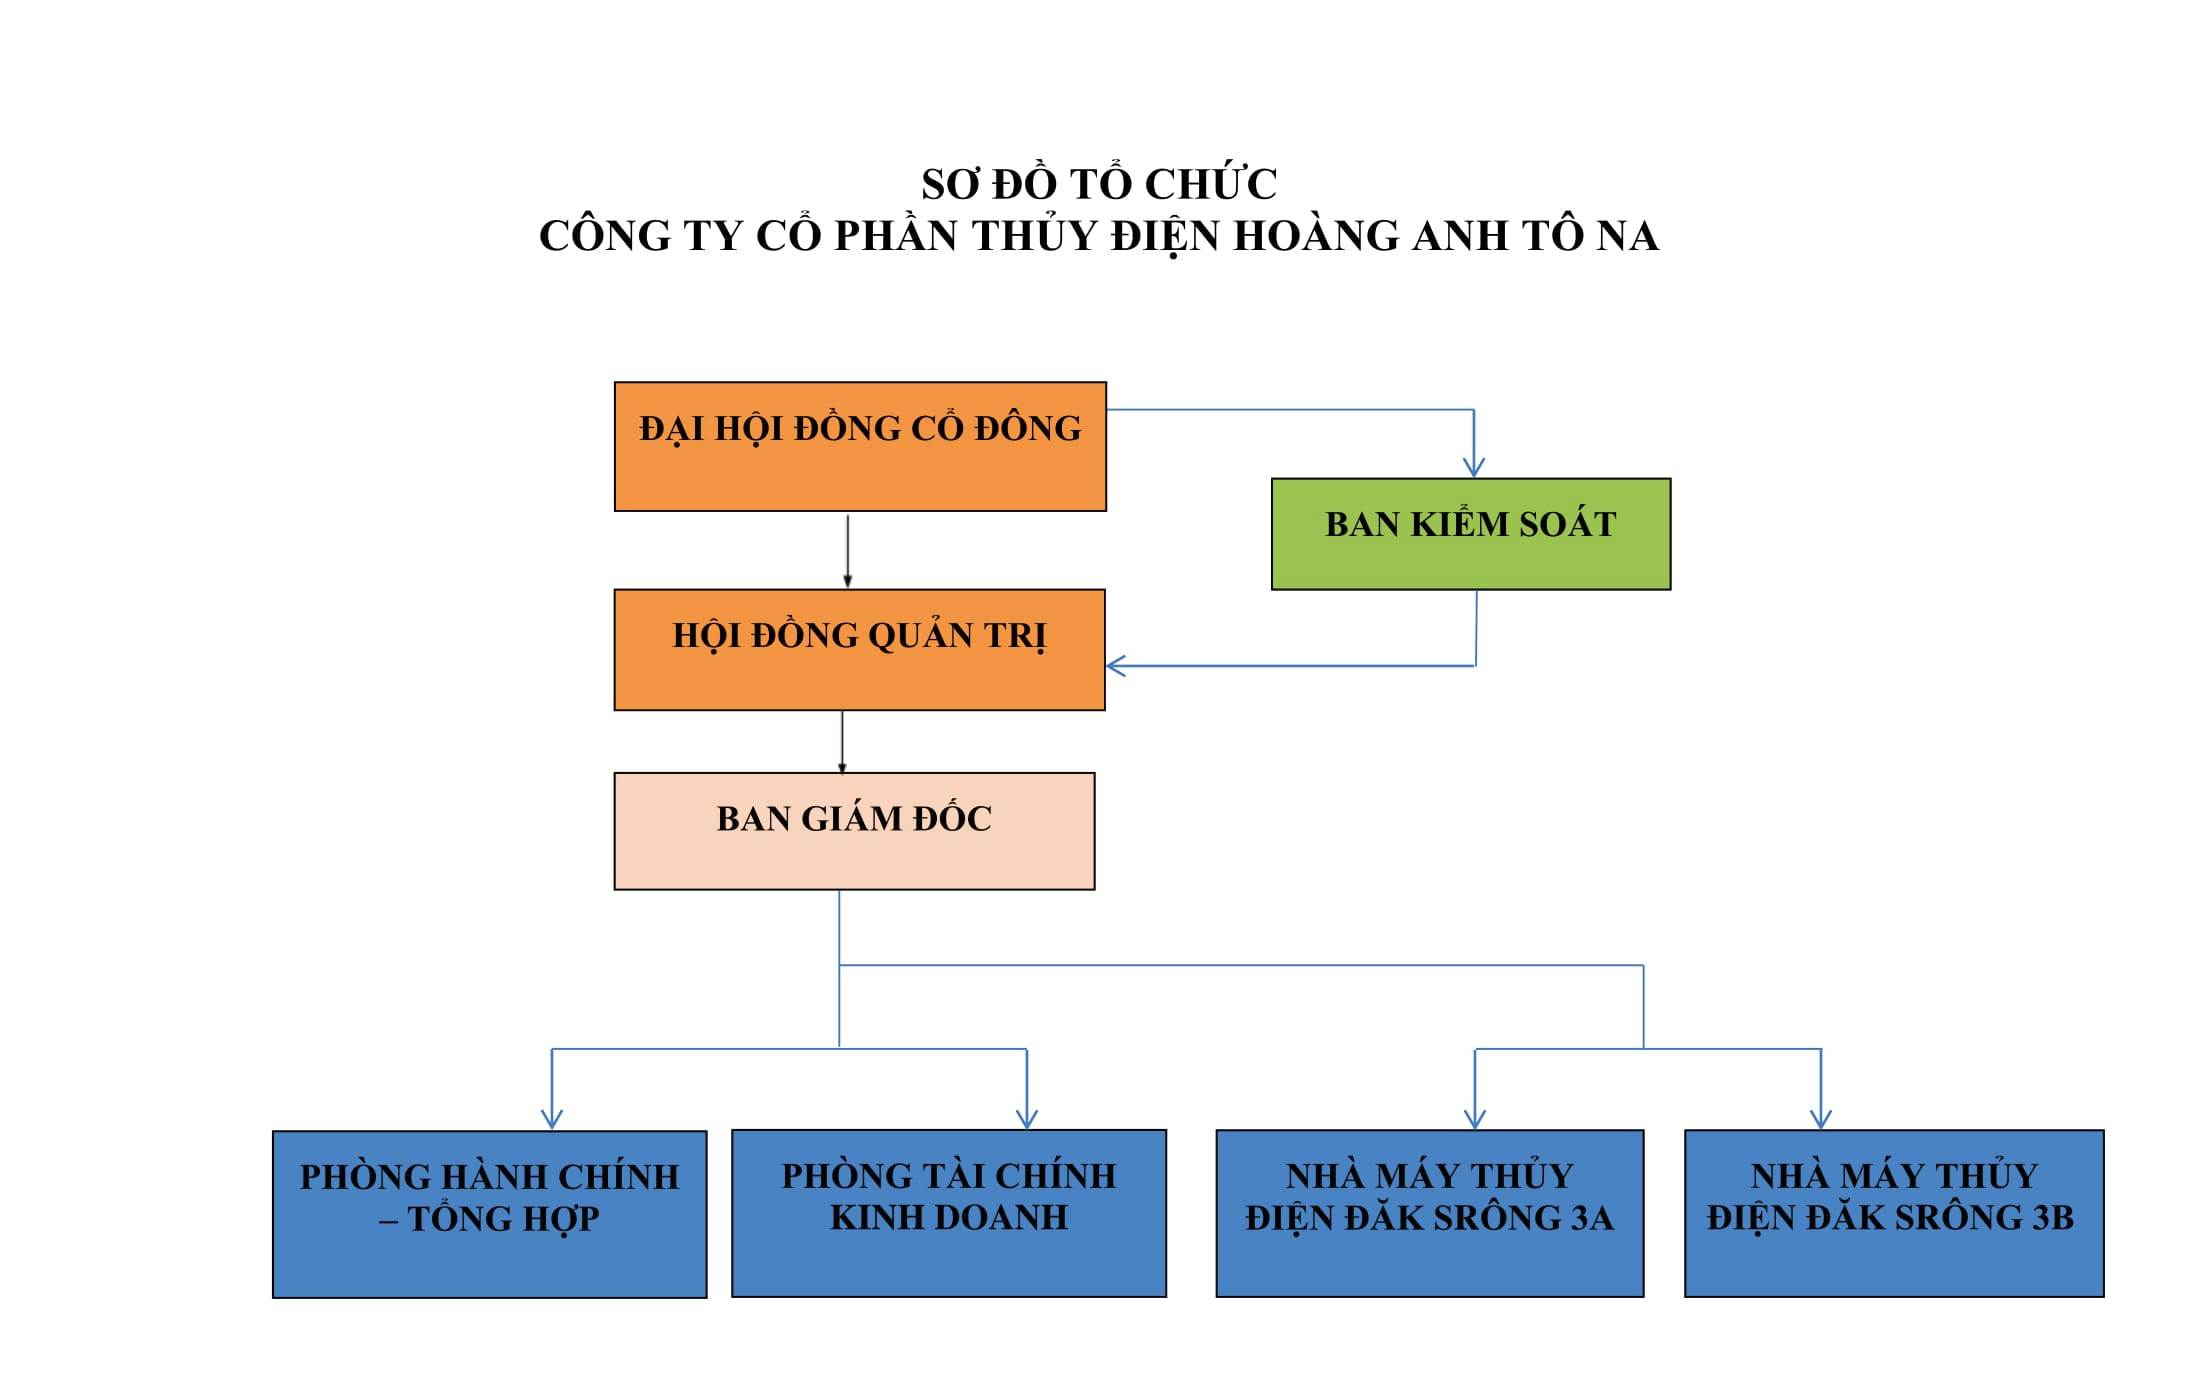 SƠ ĐỒ TỔ CHỨC
CÔNG TY CỔ PHẦN THỦY ĐIỆN HOÀNG ANH TÔ NA
ĐẠI HỘI ĐỒNG CỔ ĐÔNG
BAN KIỂM SOÁT
HỘI ĐỒNG QUẢN TRỊ
BAN GIÁM ĐỐC
PHÒNG HÀNH CHÍNH
– TỔNG HỢP
PHÒNG TÀI CHÍNH
KINH DOANH
NHÀ MÁY THỦY
ĐIỆN ĐĂK SRÔNG 3A
NHÀ MÁY THỦY
ĐIỆN ĐĂK SRÔNG 3B